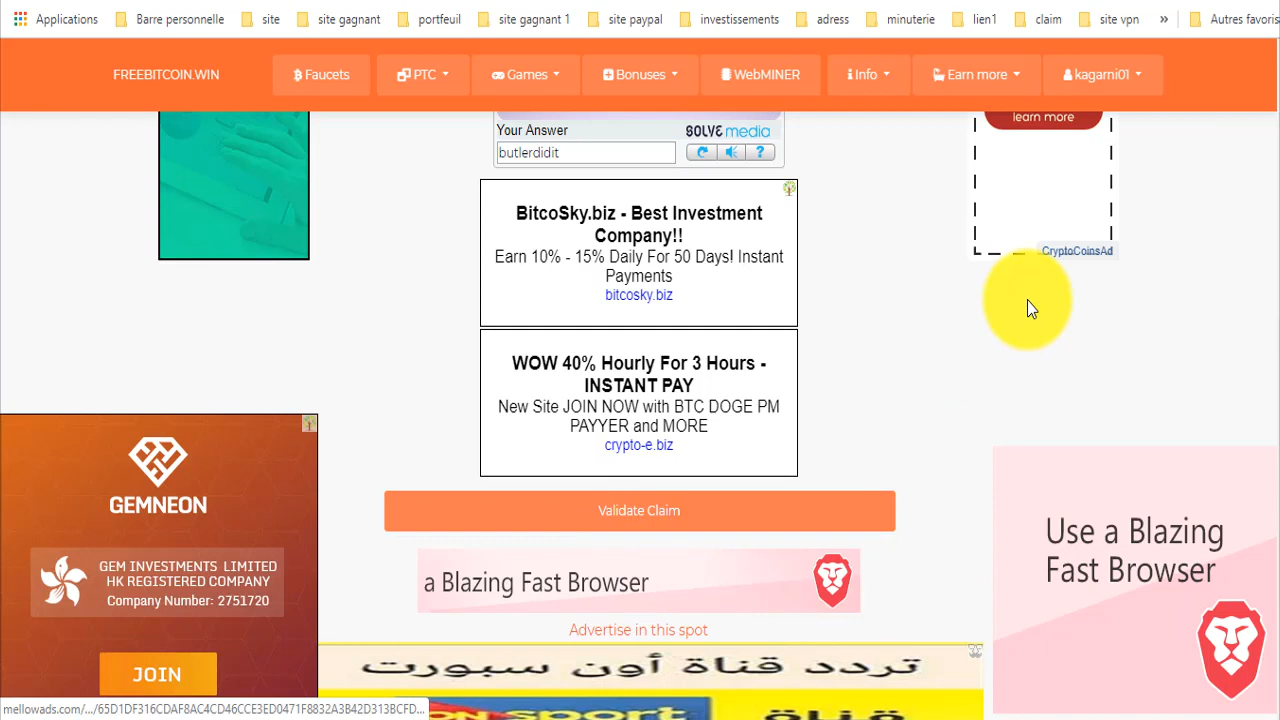 Applications
Barre personnelle
site
site gagnant
portfeuil
site gagnant 1
site paypal
investissements
adress
minuterie
lien1
claim
site vpn
»
Autres favoris
FREEBITCOIN.WIN
Faucets
PTC
Games
Bonuses
WebMINER
Info
Earn more
kagarni01
learn more
Your Answer
SOLVE media
butlerdidit
?
BitcoSky.biz - Best Investment
Company!!
Earn 10% - 15% Daily For 50 Days! Instant
Payments
bitcosky.biz
CryptoCoinsAd
WOW 40% Hourly For 3 Hours -
INSTANT PAY
New Site JOIN NOW with BTC DOGE PM
PAYYER and MORE
crypto-e.biz
GEMNEON
GEM INVESTMENTS LIMITED
HK REGISTERED COMPANY
Company Number: 2751720
JOIN
Validate Claim
a Blazing Fast Browser
Advertise in this spot
Use a Blazing
Fast Browser
تردد قناة أون سبورت
sport
قناة
mellowads.com/.../65D1DF316CDAF8AC4CD46CCE3ED0471F8832A3B42D313BCFD...